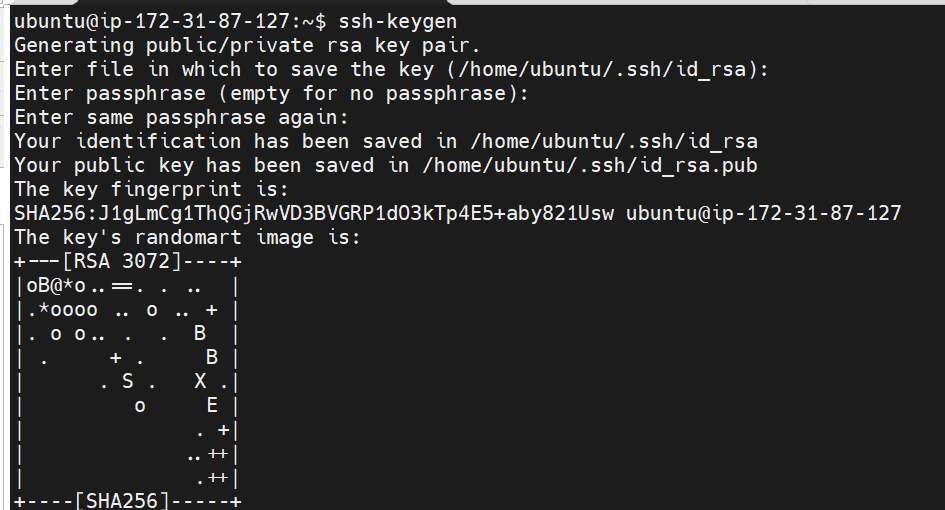 ubuntu@ip-172-31-87-127:~$ ssh-keygen
Generating public/private rsa key pair.
Enter file in which to save the key (/home/ubuntu/.ssh/id_rsa):
Enter passphrase (empty for no passphrase):
Enter same passphrase again:
Your identification has been saved in /home/ubuntu/.ssh/id_rsa
Your public key has been saved in /home/ubuntu/.ssh/id_rsa.pub
The key fingerprint is:
SHA256:J1gLmCg1ThQGjRwVD3BVGRP1dO3kTp4E5+aby821Usw ubuntu@ip-172-31-87-127
The key's randomart image is:
+---[RSA 3072]----+
|oB@*o..==. . ..  |
|.*oooo .. o .. + |
|. o o.. .  .  B  |
| .     + .     B |
|      . S .   X .|
|         o     E |
|              . +|
|             ..++|
|              .++|
+----[SHA256]-----+